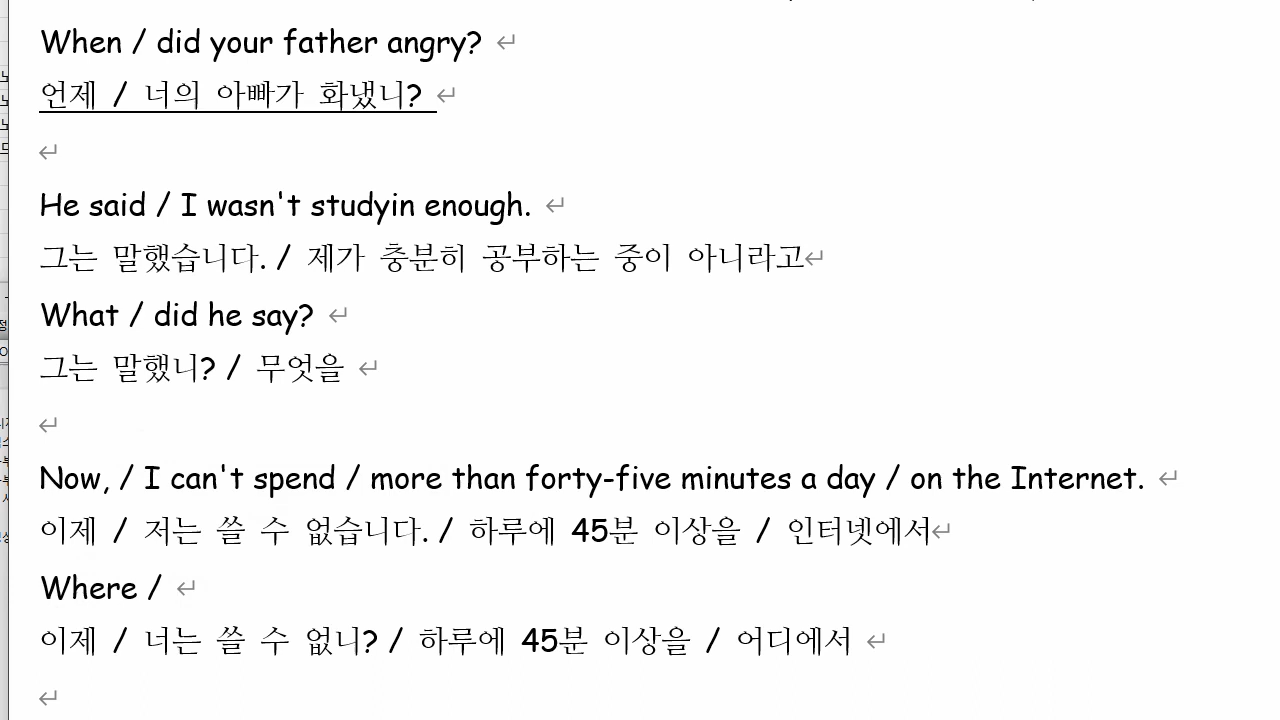 When / did your father angry? ↵
언제 / 너의 아빠가 화냈니? ↵
↵
He said / I wasn't studyin enough. ↵
그는 말했습니다. / 제가 충분히 공부하는 중이 아니라고↵
What / did he say? ↵
그는 말했니? / 무엇을 ↵
↵
Now, / I can't spend / more than forty-five minutes a day / on the Internet. ↵
이제 / 저는 쓸 수 없습니다. / 하루에 45분 이상을 / 인터넷에서↵
Where / ↵
이제 / 너는 쓸 수 없니? / 하루에 45분 이상을 / 어디에서 ↵
↵